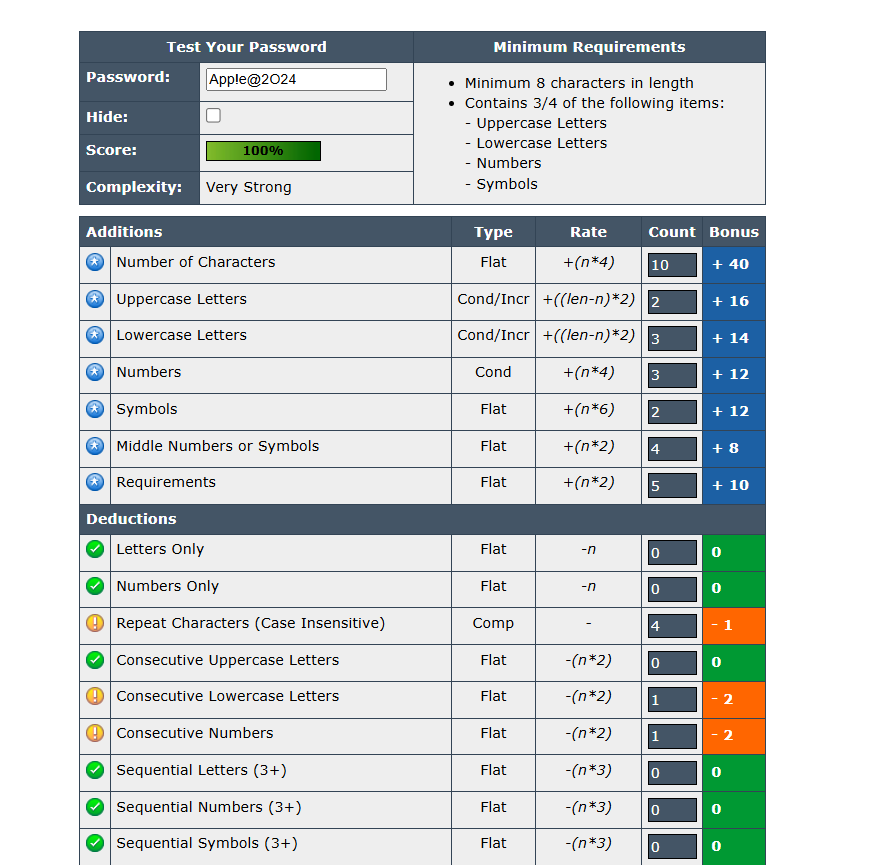 Test Your Password
Minimum Requirements
Password:
App|e@2O24
Hide:
Score:
100%
Complexity:
Very Strong
• Minimum 8 characters in length
• Contains 3/4 of the following items:
- Uppercase Letters
- Lowercase Letters
- Numbers
- Symbols
Additions Type Rate Count Bonus
Number of Characters Flat +(n*4) 10 + 40
Uppercase Letters Cond/Incr +((len-n)*2) 2 + 16
Lowercase Letters Cond/Incr +((len-n)*2) 3 + 14
Numbers Cond +(n*4) 3 + 12
Symbols Flat +(n*6) 2 + 12
Middle Numbers or Symbols Flat +(n*2) 4 + 8
Requirements Flat +(n*2) 5 + 10
Deductions
Letters Only Flat -n 0 0
Numbers Only Flat -n 0 0
Repeat Characters (Case Insensitive) Comp - 4 - 1
Consecutive Uppercase Letters Flat -(n*2) 0 0
Consecutive Lowercase Letters Flat -(n*2) 1 - 2
Consecutive Numbers Flat -(n*2) 1 - 2
Sequential Letters (3+) Flat -(n*3) 0 0
Sequential Numbers (3+) Flat -(n*3) 0 0
Sequential Symbols (3+) Flat -(n*3) 0 0